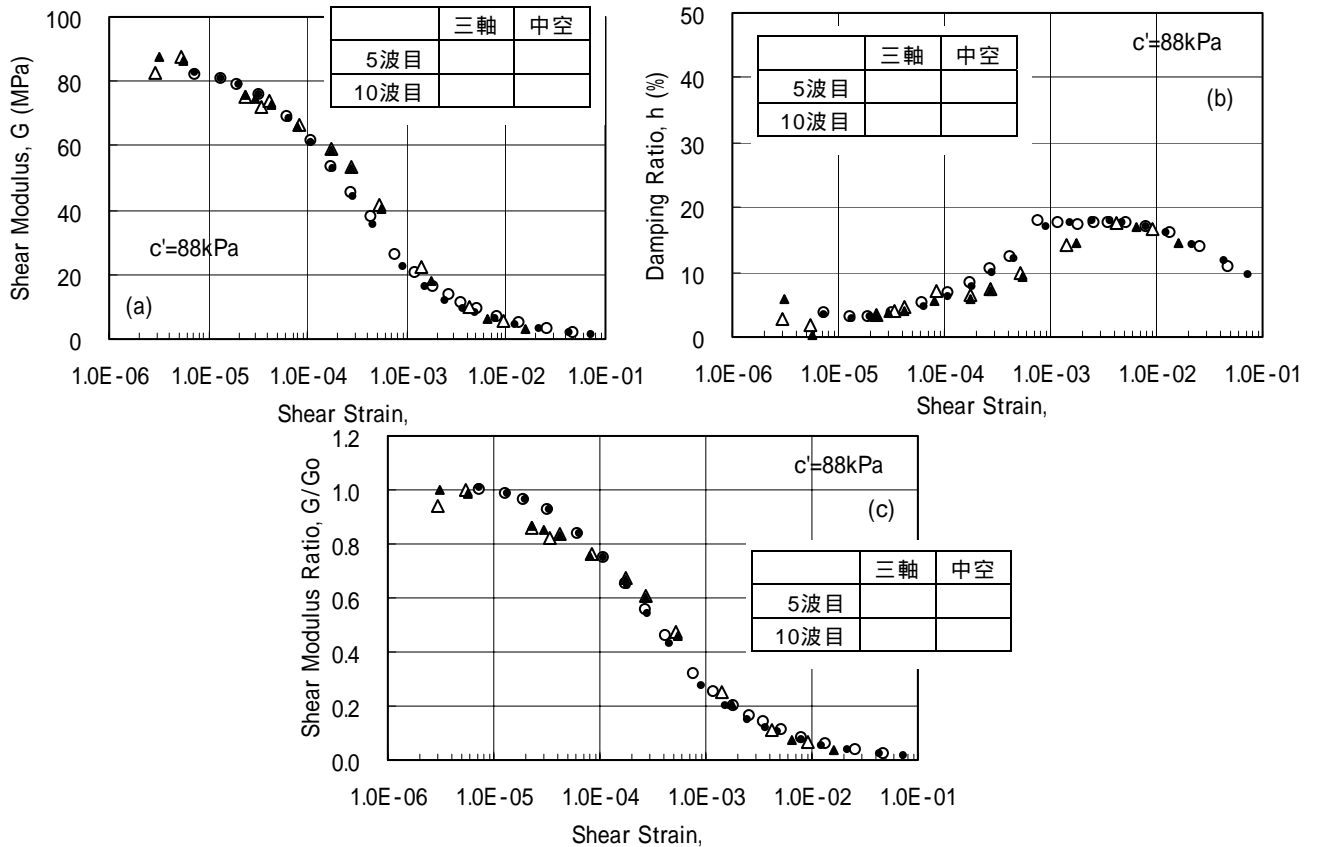 三軸 中空
5波目
10波目
100
80
60
40
20
0
Shear Modulus, G (MPa)
c'=88kPa
(a)
1.0E-06 1.0E-05 1.0E-04 1.0E-03 1.0E-02 1.0E-01
Shear Strain,
50
40
30
20
10
0
Damping Ratio, h (%)
三軸 中空
5波目
10波目
c'=88kPa
(b)
1.0E-06 1.0E-05 1.0E-04 1.0E-03 1.0E-02 1.0E-01
Shear Strain,
1.2
1.0
0.8
0.6
0.4
0.2
0.0
Shear Modulus Ratio, G/Go
c'=88kPa
(c)
三軸 中空
5波目
10波目
1.0E-06 1.0E-05 1.0E-04 1.0E-03 1.0E-02 1.0E-01
Shear Strain,